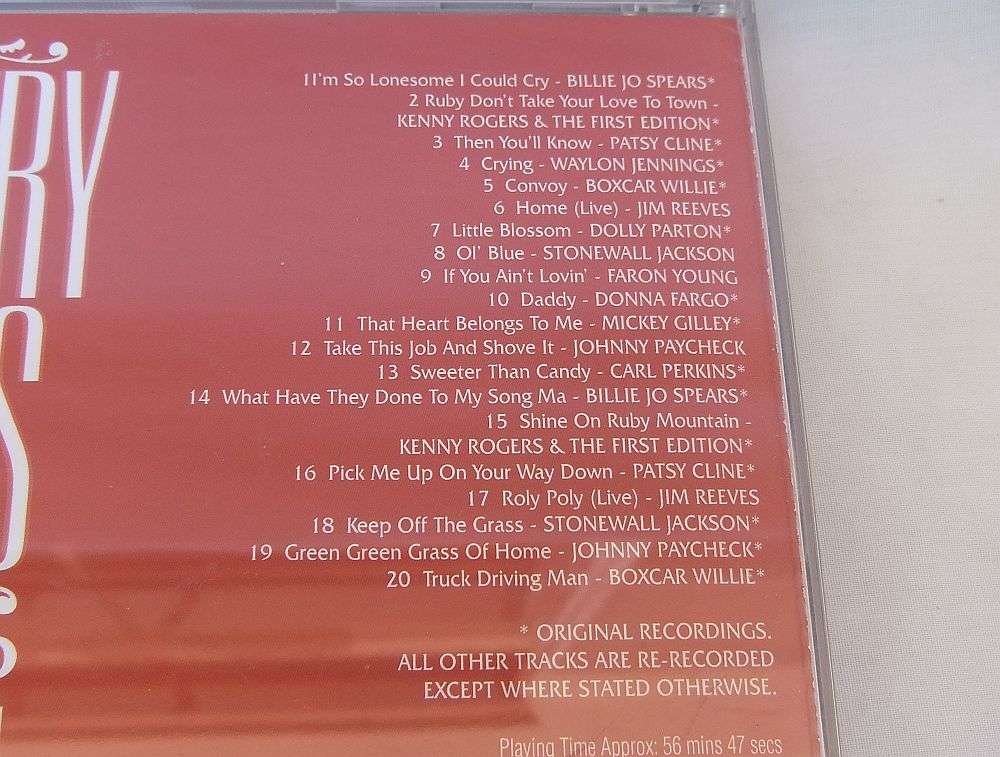 RY
S
1I'm So Lonesome I Could Cry - BILLIE JO SPEARS*
2 Ruby Don't Take Your Love To Town -
KENNY ROGERS & THE FIRST EDITION*
3 Then You'll Know - PATSY CLINE*
4 Crying - WAYLON JENNINGS*
5 Convoy - BOXCAR WILLIE*
6 Home (Live) - JIM REEVES
7 Little Blossom - DOLLY PARTON*
8 Ol' Blue - STONEWALL JACKSON
9 If You Ain't Lovin' - FARON YOUNG
10 Daddy - DONNA FARGO*
11 That Heart Belongs To Me - MICKEY GILLEY*
12 Take This Job And Shove It - JOHNNY PAYCHECK
13 Sweeter Than Candy - CARL PERKINS*
14 What Have They Done To My Song Ma - BILLIE JO SPEARS*
15 Shine On Ruby Mountain -
KENNY ROGERS & THE FIRST EDITION*
16 Pick Me Up On Your Way Down - PATSY CLINE*
17 Roly Poly (Live) - JIM REEVES
18 Keep Off The Grass - STONEWALL JACKSON*
19 Green Green Grass Of Home - JOHNNY PAYCHECK*
20 Truck Driving Man - BOXCAR WILLIE*
* ORIGINAL RECORDINGS.
ALL OTHER TRACKS ARE RE-RECORDED
EXCEPT WHERE STATED OTHERWISE.
Playing Time Approx: 56 mins 47 secs